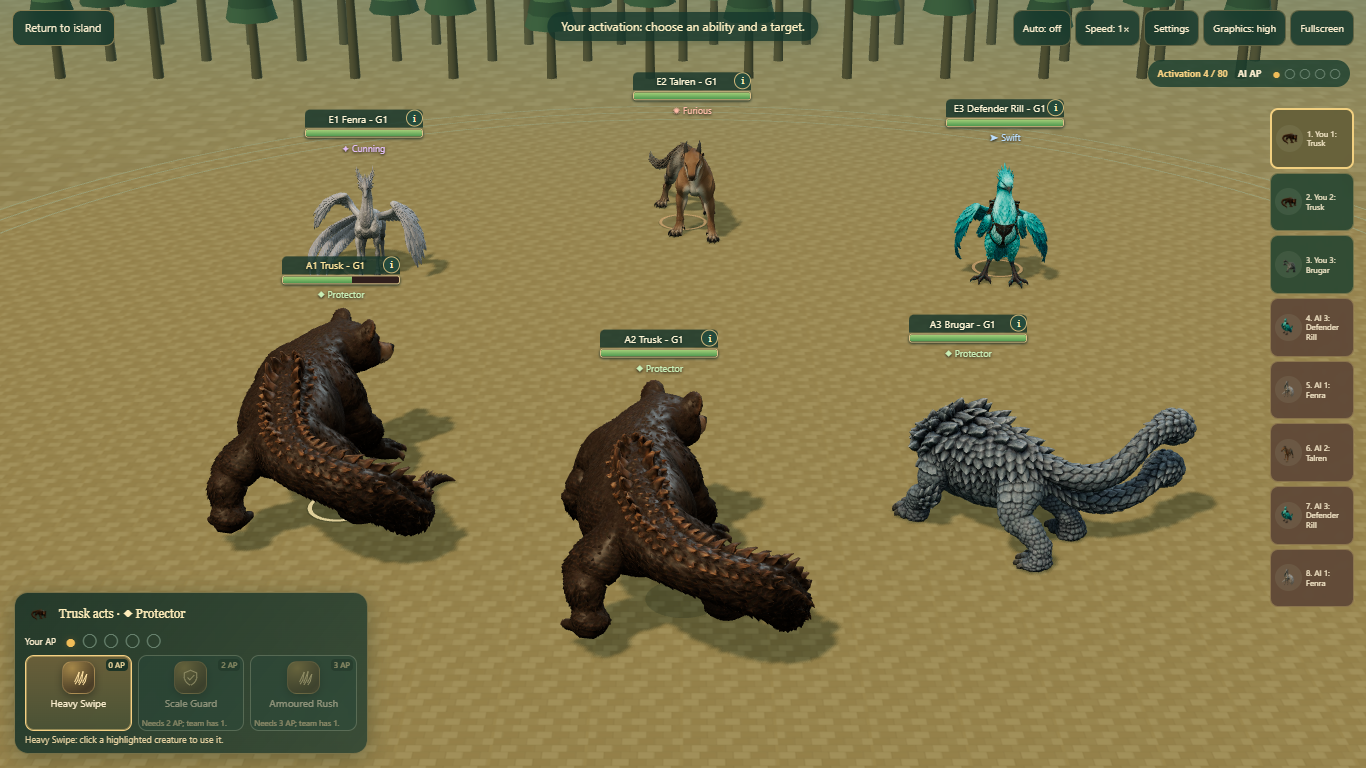 Return to island
Your activation: choose an ability and a target.
Auto: off
Speed: 1×
Settings
Graphics: high
Fullscreen
Activation 4 / 80 AI AP
E2 Talren - G1 i
Furious
E1 Fenra - G1 i
Cunning
E3 Defender Rill - G1 i
Swift
A1 Trusk - G1 i
Protector
A2 Trusk - G1 i
Protector
A3 Brugar - G1 i
Protector
1. You 1:
Trusk
2. You 2:
Trusk
3. You 3:
Brugar
4. AI 3:
Defender
Rill
5. AI 1:
Fenra
6. AI 2:
Talren
7. AI 3:
Defender
Rill
8. AI 1:
Fenra
Trusk acts · ◆ Protector
Your AP
0 AP
Heavy Swipe
2 AP
Scale Guard
Needs 2 AP; team has 1.
3 AP
Armoured Rush
Needs 3 AP; team has 1.
Heavy Swipe: click a highlighted creature to use it.